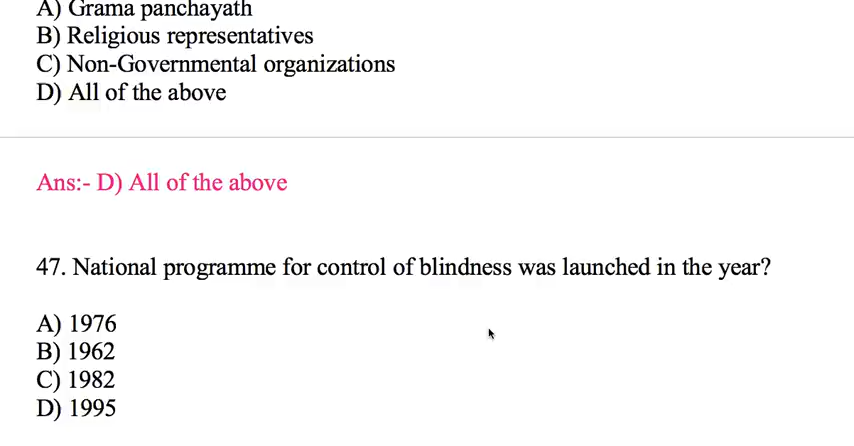 A) Grama panchayath
B) Religious representatives
C) Non-Governmental organizations
D) All of the above
Ans:- D) All of the above
47. National programme for control of blindness was launched in the year?
A) 1976
B) 1962
C) 1982
D) 1995